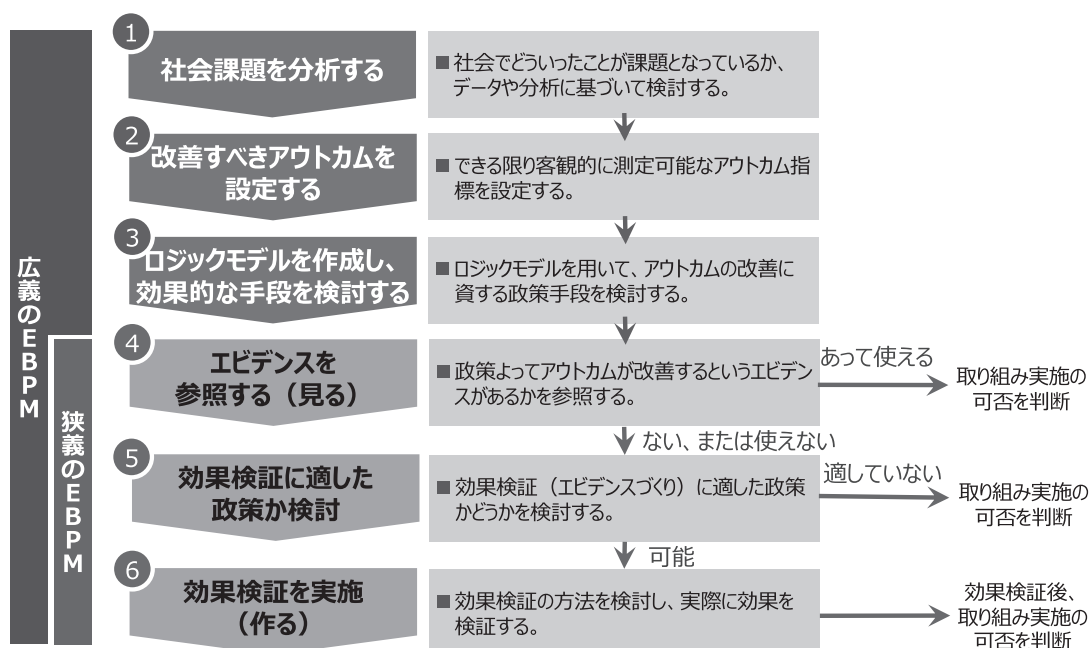 広義のEBPM
狭義のEBPM
1
社会課題を分析する
■社会でどういったことが課題となっているか、
データや分析に基づいて検討する。
2
改善すべきアウトカムを
設定する
■できる限り客観的に測定可能なアウトカム指
標を設定する。
3
ロジックモデルを作成し、
効果的な手段を検討する
■ロジックモデルを用いて、アウトカムの改善に
資する政策手段を検討する。
4
エビデンスを
参照する（見る）
■政策よってアウトカムが改善するというエビデン
スがあるかを参照する。
あって使える
取り組み実施の
可否を判断
ない、または使えない
5
効果検証に適した
政策か検討
■効果検証（エビデンスづくり）に適した政策
かどうかを検討する。
適していない
取り組み実施の
可否を判断
可能
6
効果検証を実施
（作る）
■効果検証の方法を検討し、実際に効果を
検証する。
効果検証後、
取り組み実施の
可否を判断